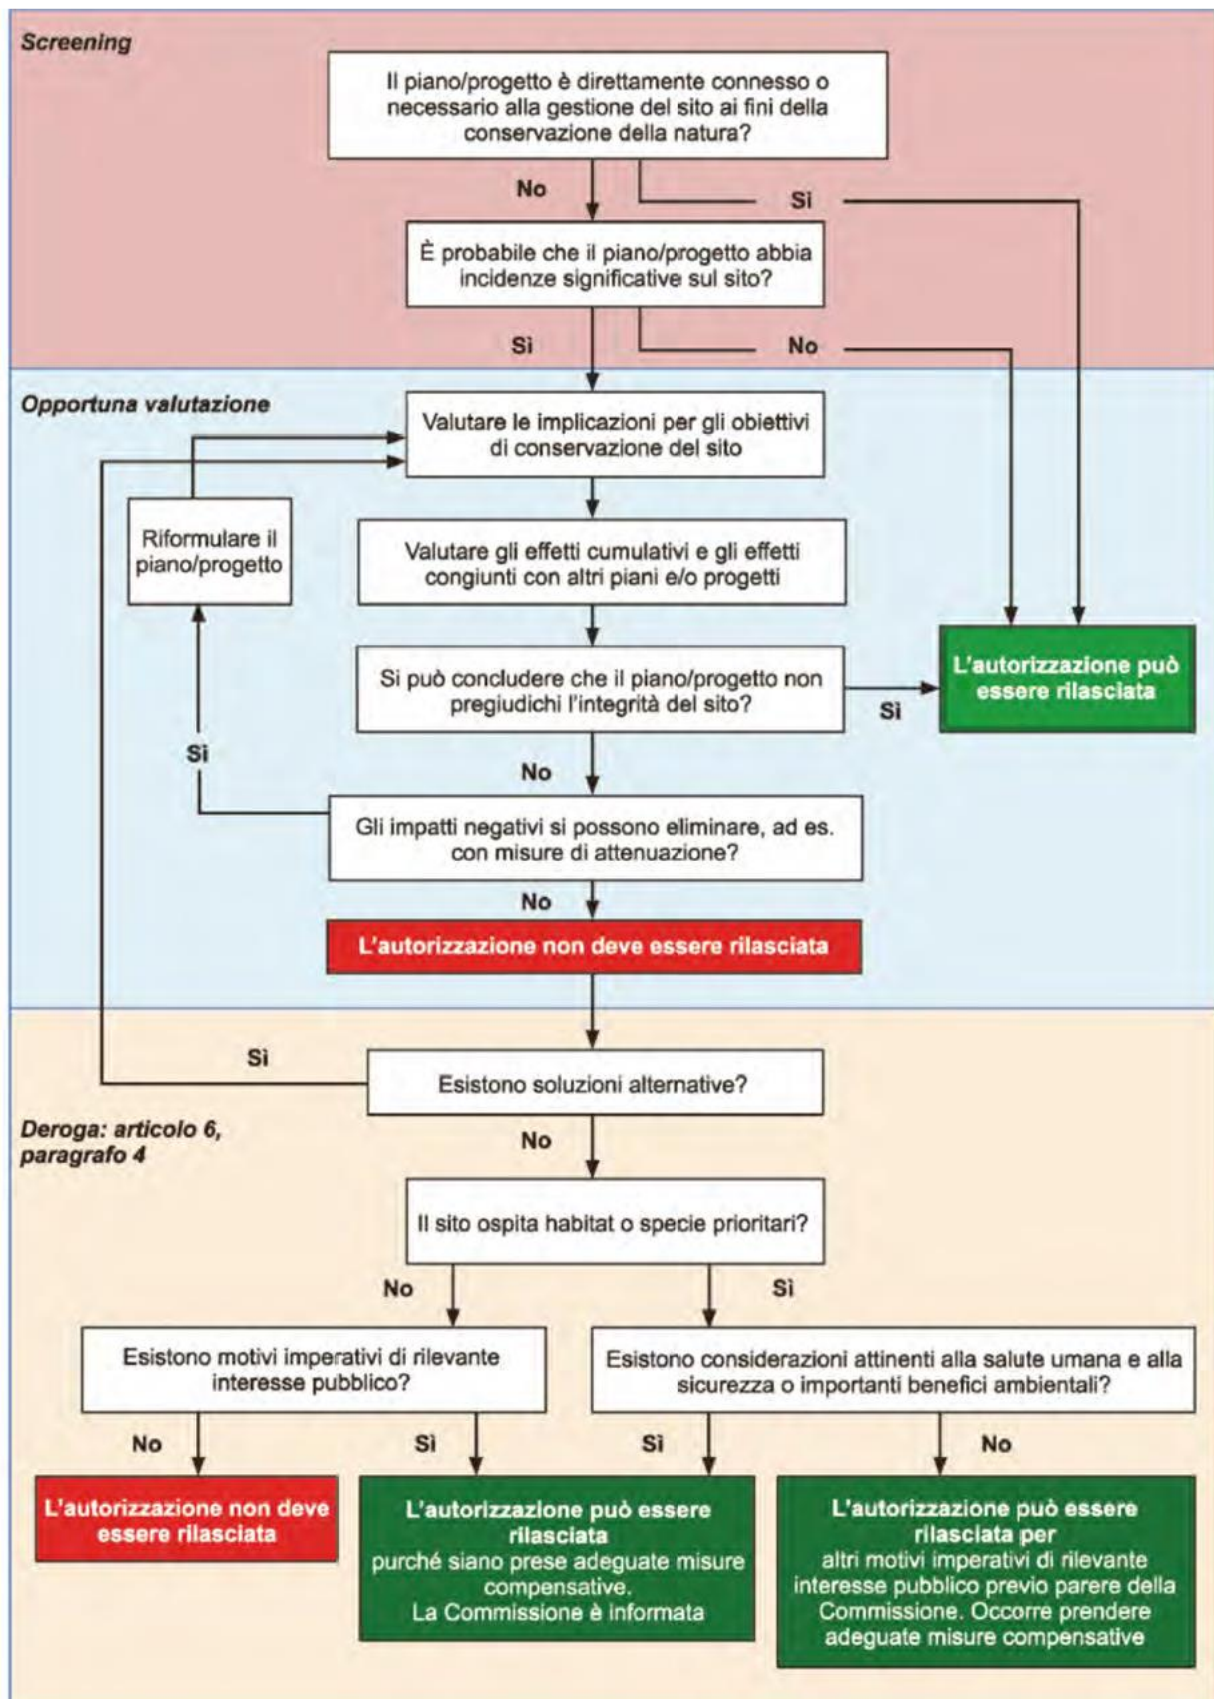 Screening
Il piano/progetto è direttamente connesso o
necessario alla gestione del sito ai fini della
conservazione della natura?
No
Sì
È probabile che il piano/progetto abbia
incidenze significative sul sito?
Sì
No
Opportuna valutazione
Valutare le implicazioni per gli obiettivi
di conservazione del sito
Riformulare il
piano/progetto
Valutare gli effetti cumulativi e gli effetti
congiunti con altri piani e/o progetti
L'autorizzazione può
essere rilasciata
Si può concludere che il piano/progetto non
pregiudichi l'integrità del sito?
Sì
Sì
No
Gli impatti negativi si possono eliminare, ad es.
con misure di attenuazione?
No
L'autorizzazione non deve essere rilasciata
Sì
Esistono soluzioni alternative?
Deroga: articolo 6,
paragrafo 4
No
Il sito ospita habitat o specie prioritari?
No
Sì
Esistono motivi imperativi di rilevante
interesse pubblico?
Esistono considerazioni attinenti alla salute umana e alla
sicurezza o importanti benefici ambientali?
No
Sì
Sì
No
L'autorizzazione non deve
essere rilasciata
L'autorizzazione può essere
rilasciata
purché siano prese adeguate misure
compensative.
La Commissione è informata
L'autorizzazione può essere
rilasciata per
altri motivi imperativi di rilevante
interesse pubblico previo parere della
Commissione. Occorre prendere
adeguate misure compensative